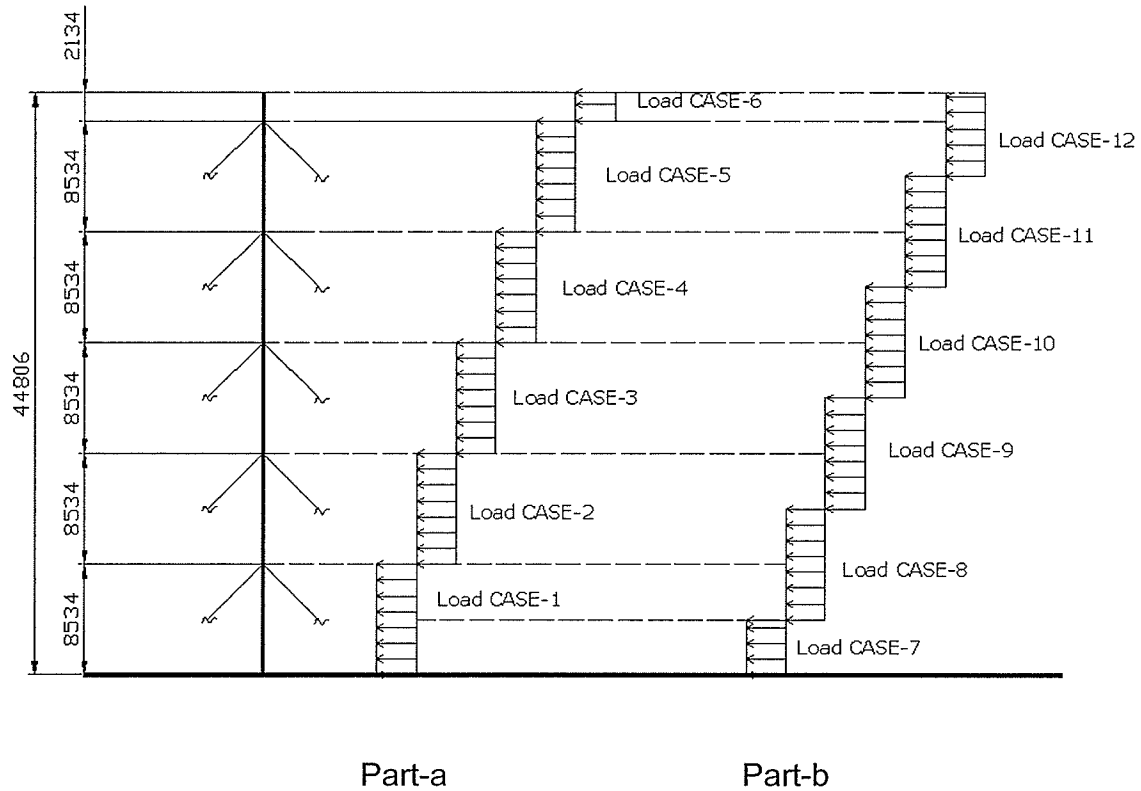 2134
Load CASE-6
Load CASE-12
8534
Load CASE-5
Load CASE-11
8534
Load CASE-4
Load CASE-10
44806
8534
Load CASE-3
Load CASE-9
8534
Load CASE-2
Load CASE-8
8534
Load CASE-1
Load CASE-7
Part-a
Part-b